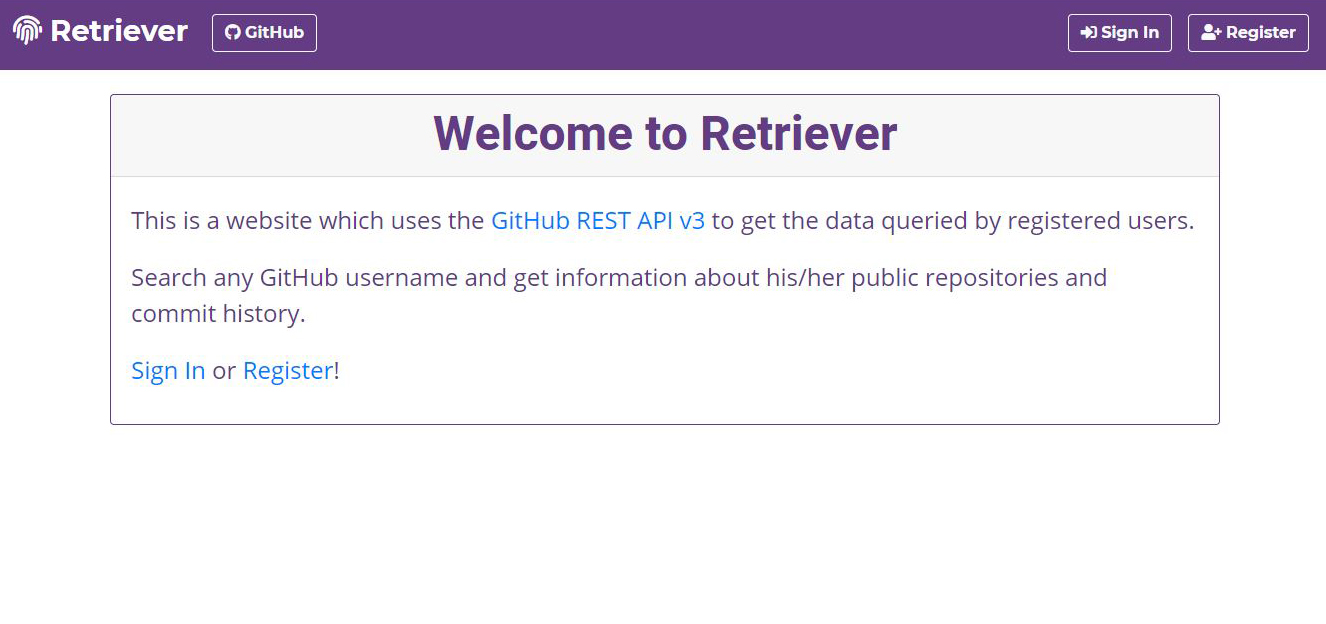 Retriever GitHub Sign In Register
Welcome to Retriever
This is a website which uses the GitHub REST API v3 to get the data queried by registered users.
Search any GitHub username and get information about his/her public repositories and
commit history.
Sign In or Register!